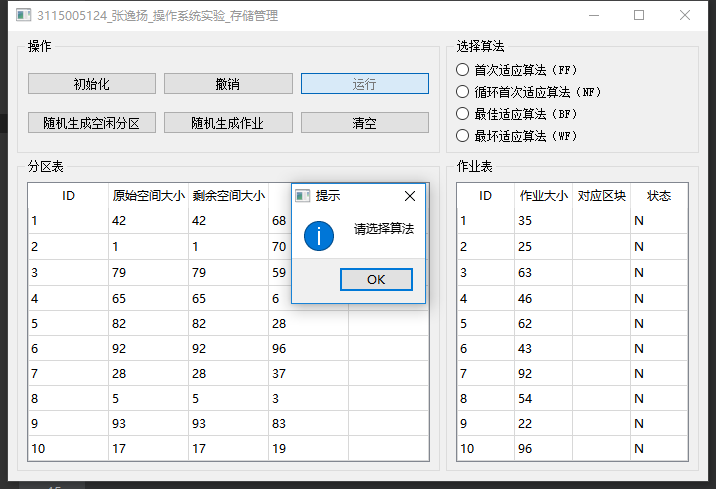 3115005124_张逸扬_操作系统实验_存储管理
操作
初始化 撤销 运行
随机生成空闲分区 随机生成作业 清空
选择算法
首次适应算法（FF）
循环首次适应算法（NF）
最佳适应算法（BF）
最坏适应算法（WF）
分区表
ID 原始空间大小 剩余空间大小
1 42 42 68
2 1 1 70
3 79 79 59
4 65 65 6
5 82 82 28
6 92 92 96
7 28 28 37
8 5 5 3
9 93 93 83
10 17 17 19
提示
请选择算法
OK
作业表
ID 作业大小 对应区块 状态
1 35 N
2 25 N
3 63 N
4 46 N
5 62 N
6 43 N
7 92 N
8 54 N
9 22 N
10 96 N